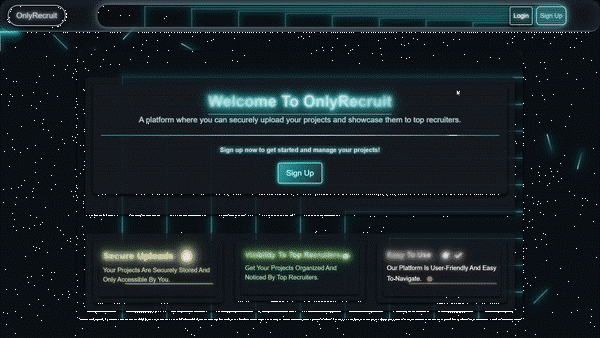 OnlyRecruit
Login
Sign Up
Welcome To OnlyRecruit
A platform where you can securely upload your projects and showcase them to top recruiters.
Sign up now to get started and manage your projects!
Sign Up
Secure Uploads
Your Projects Are Securely Stored And
Only Accessible By You.
Visibility To Top Recruiters
Get Your Projects Organized And
Noticed By Top Recruiters.
Easy To Use
Our Platform Is User-Friendly And Easy
To-Navigate.